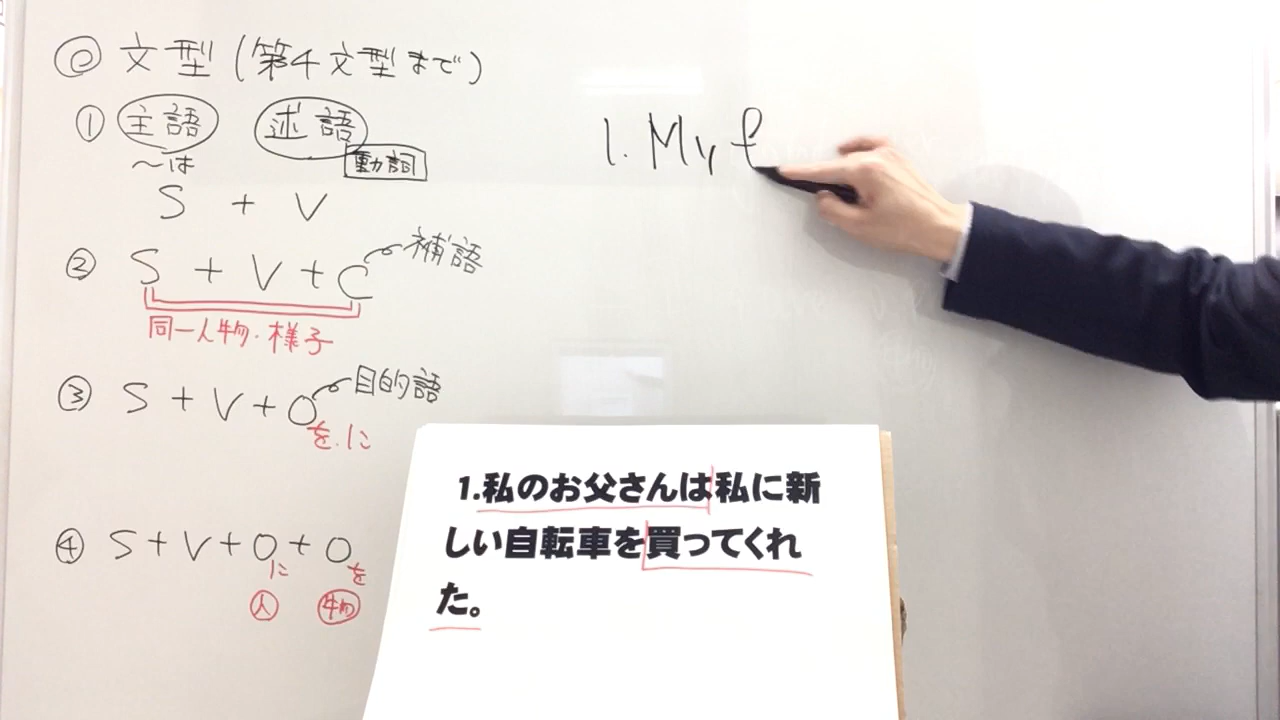 ◎ 文型(第4文型まで)
① 主語 述語
〜は 動詞
S + V
② S + V + C 補語
同一人物・様子
③ S + V + O 目的語
を.に
④ S + V + O + O
に を
人 物
1. My f
1.私のお父さんは私に新
しい自転車を買ってくれ
た。